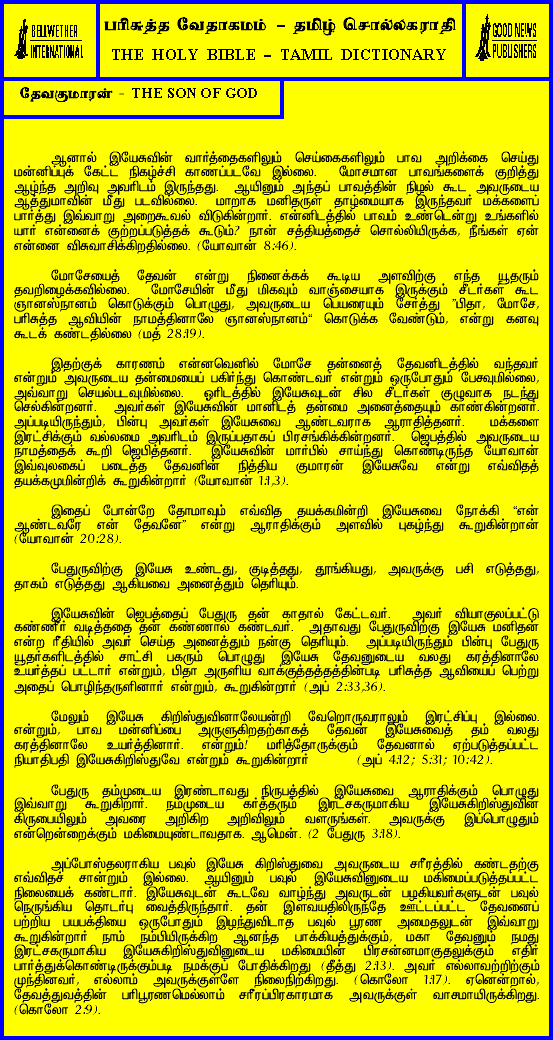 BELLWETHER
INTERNATIONAL
பரிசுத்த வேதாகமம் - தமிழ் சொல்லகராதி
THE HOLY BIBLE - TAMIL DICTIONARY
GOOD NEWS
PUBLISHERS
தேவகுமாரன் - THE SON OF GOD
ஆனால் இயேசுவின் வார்த்தைகளிலும் செய்கைகளிலும் பாவ அறிக்கை செய்து
மன்னிப்புக் கேட்ட நிகழ்ச்சி காணப்படவே இல்லை. மோசமான பாவங்களைக் குறித்து
ஆழ்ந்த அறிவு அவரிடம் இருந்தது. ஆயினும் அந்தப் பாவத்தின் நிழல் கூட அவருடைய
ஆத்துமாவின் மீது படவில்லை. மாறாக மனிதருள் தாழ்மையாக இருந்தவர் மக்களைப்
பார்த்து இவ்வாறு அறைகூவல் விடுகின்றார். என்னிடத்தில் பாவம் உண்டென்று உங்களில்
யார் என்னைக் குற்றப்படுத்தக் கூடும்? நான் சத்தியத்தைச் சொல்லியிருக்க, நீங்கள் ஏன்
என்னை விசுவாசிக்கிறதில்லை. (யோவான் 8:46).
மோசேயைத் தேவன் என்று நினைக்கக் கூடிய அளவிற்கு எந்த யூதரும்
தவறிழைக்கவில்லை. மோசேயின் மீது மிகவும் வாஞ்சையாக இருக்கும் சீடர்கள் கூட
ஞானஸ்நானம் கொடுக்கும் பொழுது, அவருடைய பெயரையும் சேர்த்து "பிதா, மோசே,
பரிசுத்த ஆவியின் நாமத்தினாலே ஞானஸ்நானம்“ கொடுக்க வேண்டும், என்று கனவு
கூடக் கண்டதில்லை (மத் 28:19).
இதற்குக் காரணம் என்னவெனில் மோசே தன்னைத் தேவனிடத்தில் வந்தவர்
என்றும் அவருடைய தன்மையைப் பகிர்ந்து கொண்டவர் என்றும் ஒருபோதும் பேசவுமில்லை,
அவ்வாறு செயல்படவுமில்லை. ஓரிடத்தில் இயேசுவுடன் சில சீடர்கள் குழுவாக நடந்து
செல்கின்றனர். அவர்கள் இயேசுவின் மானிடத் தன்மை அனைத்தையும் காண்கின்றனர்.
அப்படியிருந்தும், பின்பு அவர்கள் இயேசுவை ஆண்டவராக ஆராதித்தனர். மக்களை
இரட்சிக்கும் வல்லமை அவரிடம் இருப்பதாகப் பிரசங்கிக்கின்றனர். ஜெபத்தில் அவருடைய
நாமத்தைக் கூறி ஜெபித்தனர். இயேசுவின் மார்பில் சாய்ந்து கொண்டிருந்த யோவான்
இவ்வுலகைப் படைத்த தேவனின் நித்திய குமாரன் இயேசுவே என்று எவ்விதத்
தயக்கமுமின்றிக் கூறுகின்றார் (யோவான் 1:1,3).
இதைப் போன்றே தோமாவும் எவ்வித தயக்கமின்றி இயேசுவை நோக்கி “என்
ஆண்டவரே என் தேவனே” என்று ஆராதிக்கும் அளவில் புகழ்ந்து கூறுகின்றான்
(யோவான் 20:28).
பேதுருவிற்கு இயேசு உண்டது, குடித்தது, தூங்கியது, அவருக்கு பசி எடுத்தது,
தாகம் எடுத்தது ஆகியவை அனைத்தும் தெரியும்.
இயேசுவின் ஜெபத்தைப் பேதுரு தன் காதால் கேட்டவர். அவர் வியாகுலப்பட்டு
கண்ணீர் வடித்ததை தன் கண்ணால் கண்டவர். அதாவது பேதுருவிற்கு இயேசு மனிதன்
என்ற ரீதியில் அவர் செய்த அனைத்தும் நன்கு தெரியும். அப்படியிருந்தும் பின்பு பேதுரு
யூதர்களிடத்தில் சாட்சி பகரும் பொழுது இயேசு தேவனுடைய வலது கரத்தினாலே
உயர்த்தப் பட்டார் என்றும், பிதா அருளிய வாக்குத்தத்தத்தின்படி பரிசுத்த ஆவியைப் பெற்று
அதைப் பொழிந்தருளினார் என்றும், கூறுகின்றார் (அப் 2:33,36).
மேலும் இயேசு கிறிஸ்துவினாலேயன்றி வேறொருவராலும் இரட்சிப்பு இல்லை.
என்றும், பாவ மன்னிப்பை அருளுகிறதற்காகத் தேவன் இயேசுவைத் தம் வலது
கரத்தினாலே உயர்த்தினார். என்றும்! மரித்தோருக்கும் தேவனால் ஏற்படுத்தப்பட்ட
நியாதிபதி இயேசுகிறிஸ்துவே என்றும் கூறுகின்றார் (அப் 4:12; 5:31; 10:42).
பேதுரு தம்முடைய இரண்டாவது நிருபத்தில் இயேசுவை ஆராதிக்கும் பொழுது
இவ்வாறு கூறுகிறார். நம்முடைய கர்த்தரும் இரட்சகருமாகிய இயேசுகிறிஸ்துவின்
கிருபையிலும் அவரை அறிகிற அறிவிலும் வளருங்கள். அவருக்கு இப்பொழுதும்
என்றென்றைக்கும் மகிமையுண்டாவதாக. ஆமென். (2 பேதுரு 3:18).
அப்போஸ்தலராகிய பவுல் இயேசு கிறிஸ்துவை அவருடைய சரீரத்தில் கண்டதற்கு
எவ்விதச் சான்றும் இல்லை. ஆயினும் பவுல் இயேசுவினுடைய மகிமைப்படுத்தப்பட்ட
நிலையைக் கண்டார். இயேசுவுடன் கூடவே வாழ்ந்து அவருடன் பழகியவர்களுடன் பவுல்
நெருங்கிய தொடர்பு வைத்திருந்தார். தன் இளவயதிலிருந்தே ஊட்டப்பட்ட தேவனைப்
பற்றிய பயபக்தியை ஒருபோதும் இழந்துவிடாத பவுல் பூரண அமைதலுடன் இவ்வாறு
கூறுகின்றார் நாம் நம்பியிருக்கிற ஆனந்த பாக்கியத்துக்கும், மகா தேவனும் நமது
இரட்சகருமாகிய இயேசுகிறிஸ்துவினுடைய மகிமையின் பிரசன்னமாகுதலுக்கும் எதிர்
பார்த்துக்கொண்டிருக்கும்படி நமக்குப் போதிக்கிறது (தீத்து 2:13). அவர் எல்லாவற்றிற்கும்
முந்தினவர், எல்லாம் அவருக்குள்ளே நிலைநிற்கிறது. (கொலோ 1:17). ஏனென்றால்,
தேவத்துவத்தின் பரிபூரணமெல்லாம் சரீரப்பிரகாரமாக அவருக்குள் வாசமாயிருக்கிறது.
(கொலோ 2:9).